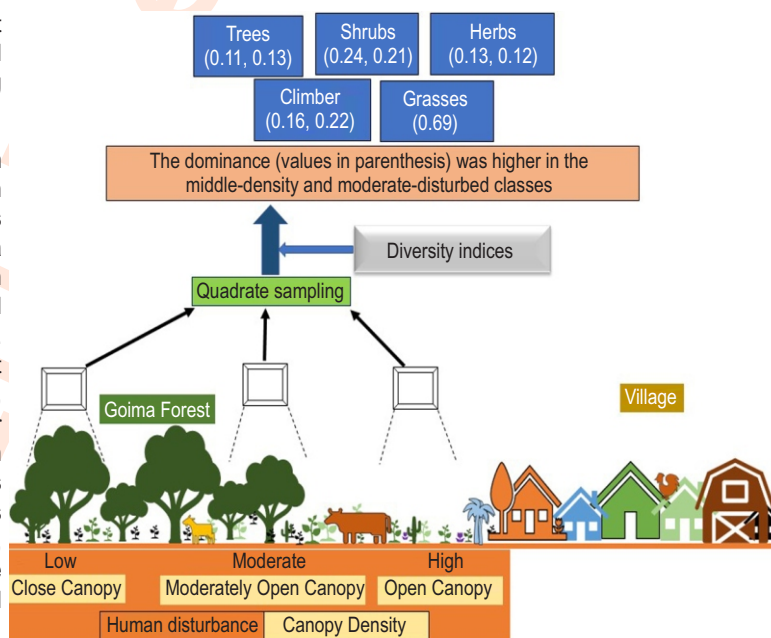 Trees
(0.11, 0.13)
Shrubs
(0.24, 0.21)
Herbs
(0.13, 0.12)
Climber
(0.16, 0.22)
Grasses
(0.69)
The dominance (values in parenthesis) was higher in the
middle-density and moderate-disturbed classes
Diversity indices
Quadrate sampling
Goima Forest
Village
Low
Moderate
High
Close Canopy
Moderately Open Canopy
Open Canopy
Human disturbance
Canopy Density